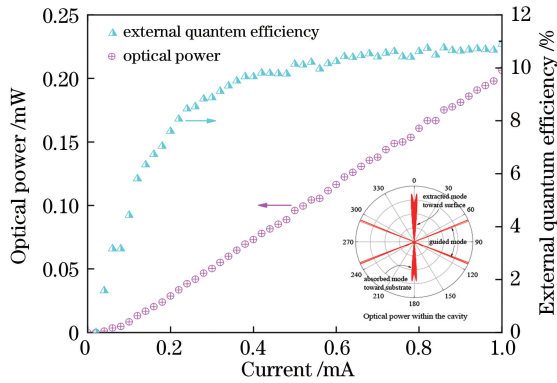 0.25
0.20
0.15
0.10
0.05
0
Optical power /mW
12
10
8
6
4
2
0
External quantum efficiency /%
external quantem efficiency
optical power
0
30
60
90
120
150
180
210
240
270
300
330
extracted mode
toward surface
guided mode
absorbed mode
toward substrate
Optical power within the cavity
0
0.2
0.4
0.6
0.8
1.0
Current /mA